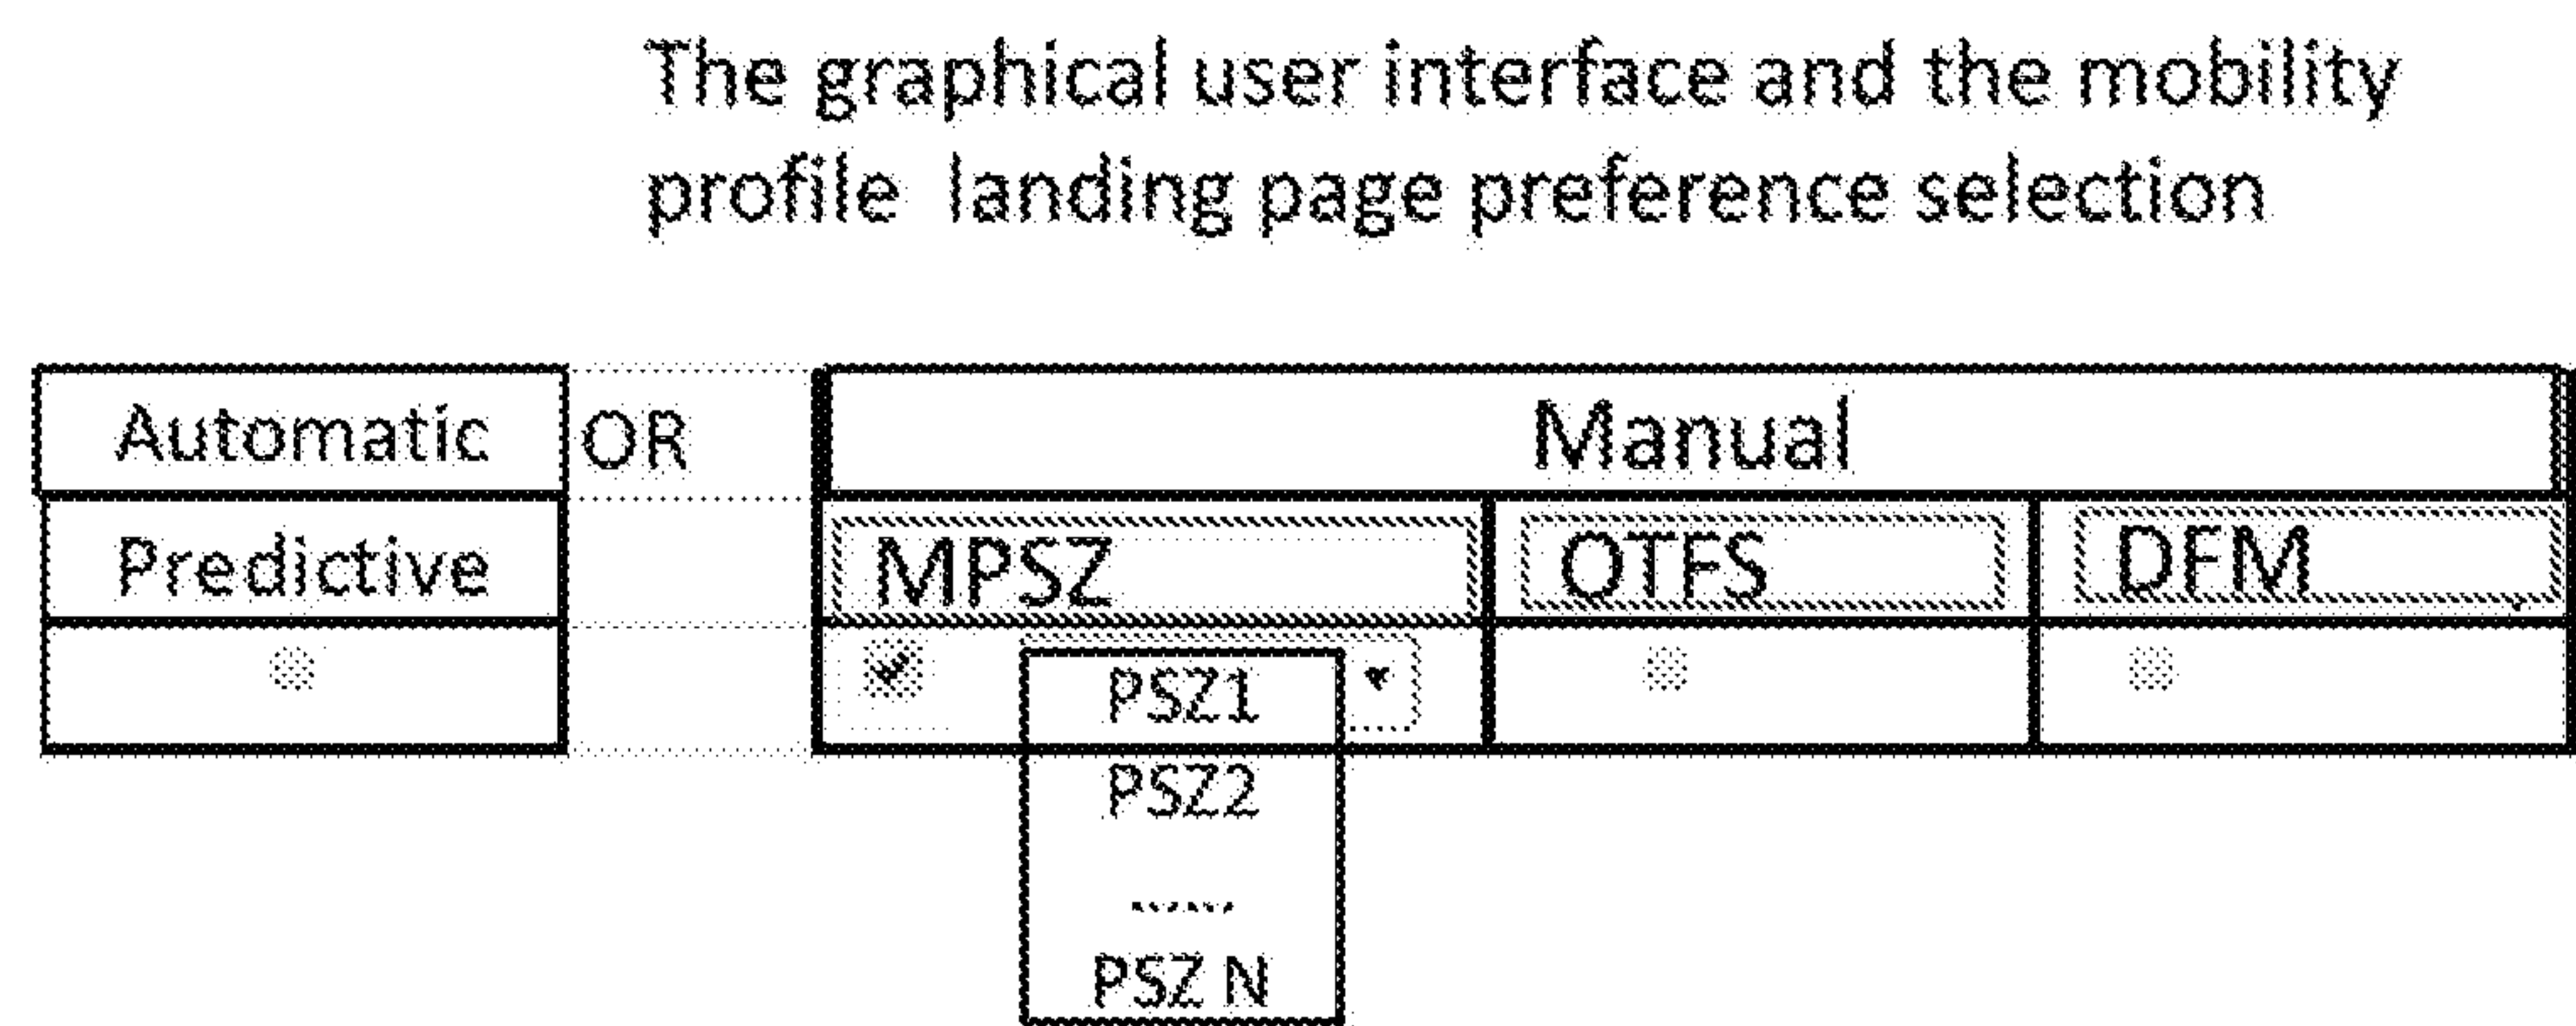 The graphical user interface and the mobility
profile landing page preference selection
Automatic OR Manual
Predictive MPSZ OTFS DFM
PSZ1
PSZ2
......
PSZ N